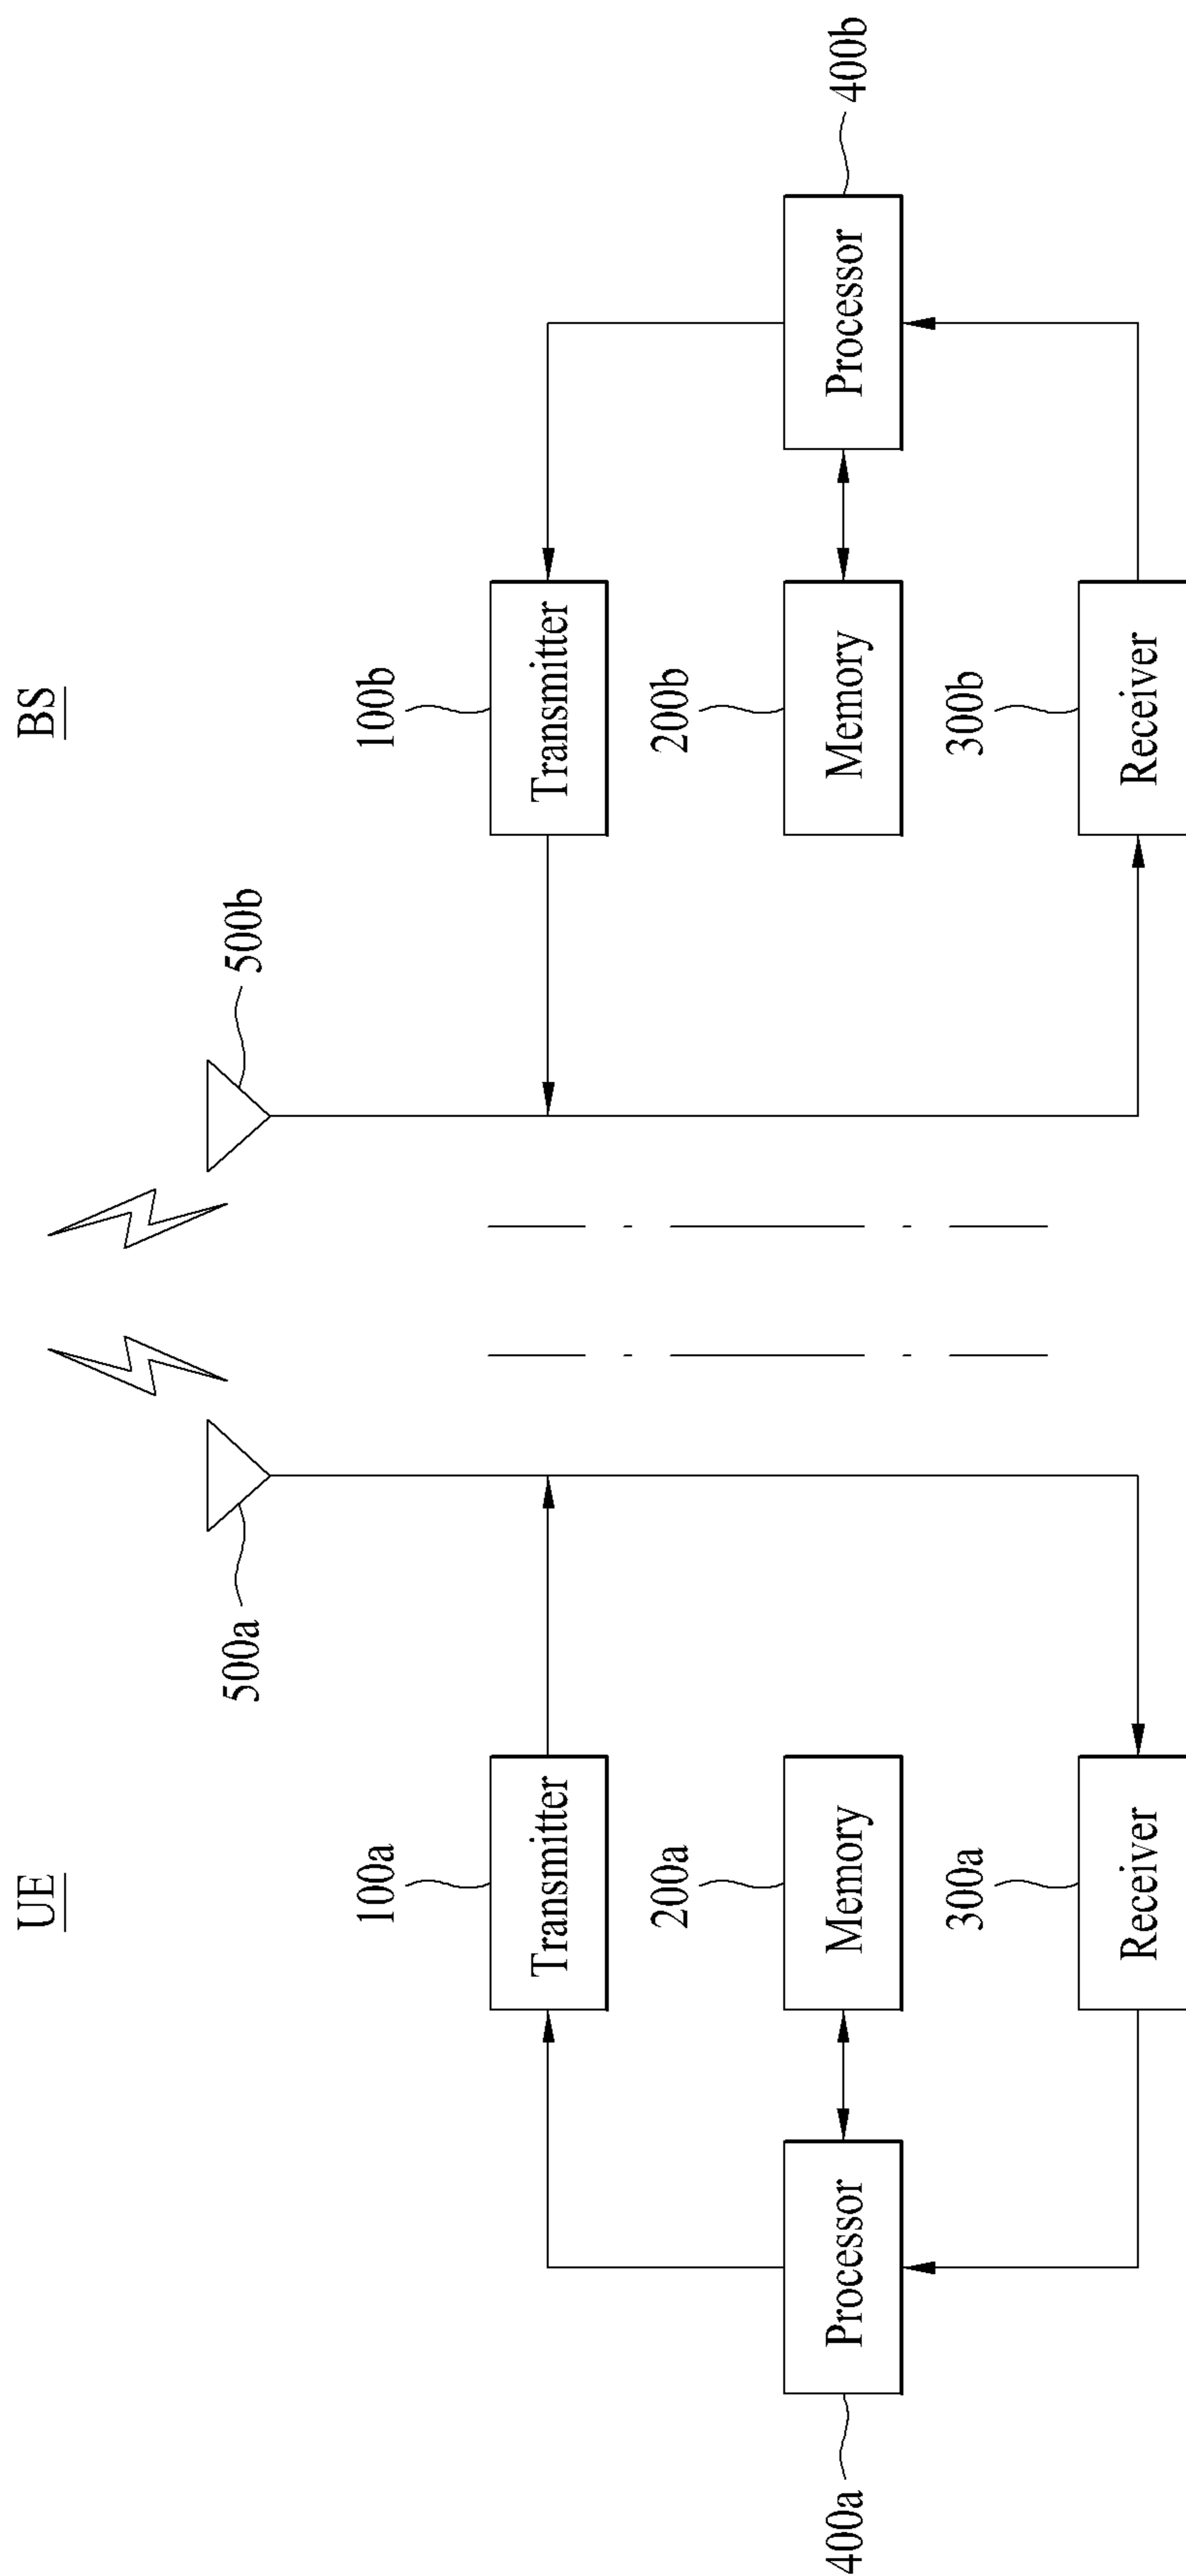 UE
BS
500a
500b
100a
Transmitter
100b
Transmitter
400a
Processor
200a
Memory
200b
Memory
Processor
400b
300a
Receiver
300b
Receiver